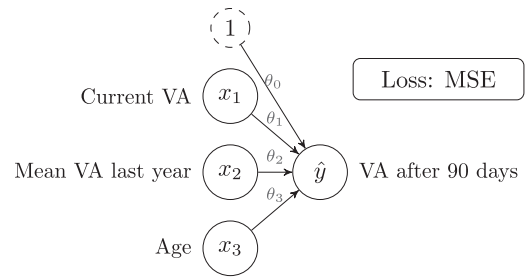 1
θ₀
Loss: MSE
Current VA
x₁
θ₁
Mean VA last year
x₂
θ₂
ŷ
VA after 90 days
θ₃
Age
x₃